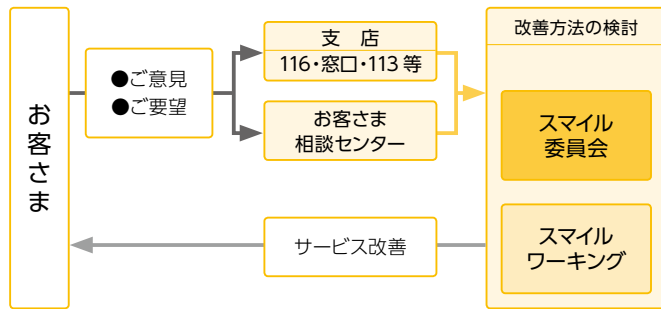 お客さま
●ご意見
●ご要望
支　店
116・窓口・113 等
お客さま
相談センター
改善方法の検討
スマイル
委員会
スマイル
ワーキング
サービス改善